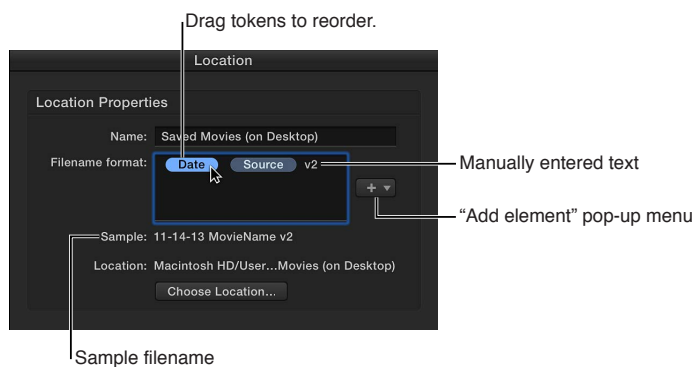 Drag tokens to reorder.
Location
Location Properties
Name: Saved Movies (on Desktop)
Filename format: Date Source v2
Manually entered text
+
“Add element” pop-up menu
Sample: 11-14-13 MovieName v2
Location: Macintosh HD/User...Movies (on Desktop)
Choose Location...
Sample filename